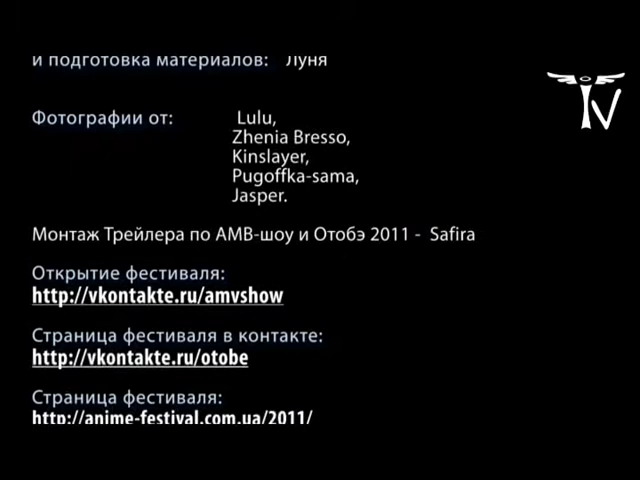 и подготовка материалов: Луня
Фотографии от: Lulu,
Zhenia Bresso,
Kinslayer,
Pugoffka-sama,
Jasper.
Монтаж Трейлера по АМВ-шоу и Отобэ 2011 - Safira
Открытие фестиваля:
http://vkontakte.ru/amvshow
Страница фестиваля в контакте:
http://vkontakte.ru/otobe
Страница фестиваля:
http://anime-festival.com.ua/2011/
TV